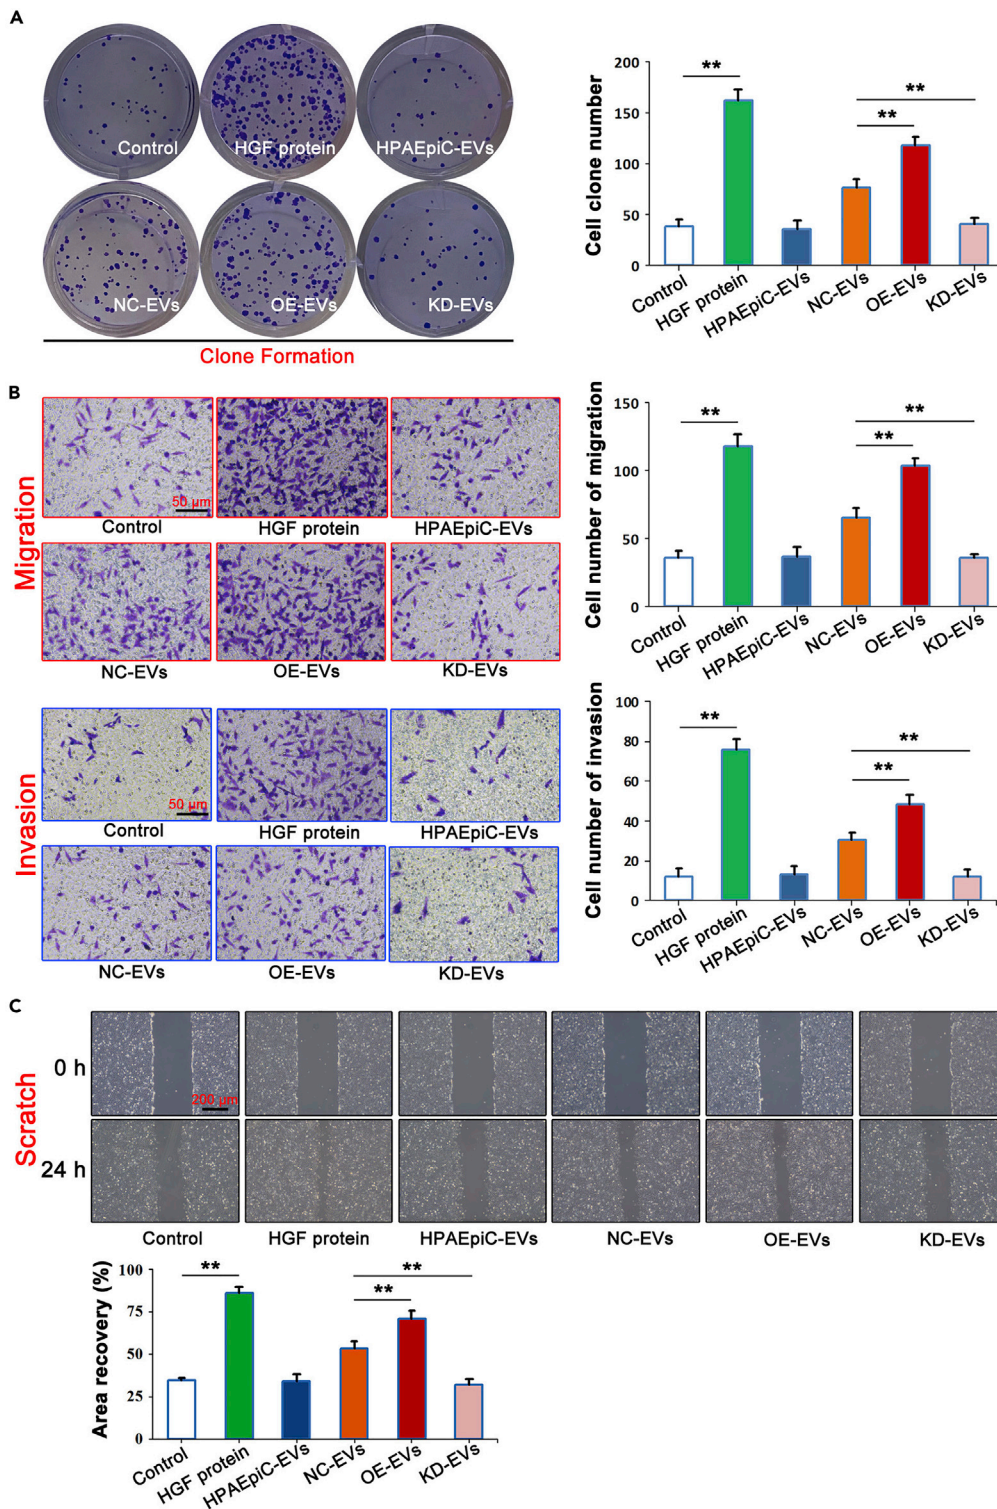 A
Control
HGF protein
HPAEpiC-EVs
NC-EVs
OE-EVs
KD-EVs
Clone Formation
Cell clone number
200
150
100
50
0
**
**
**
Control
HGF protein
HPAEpiC-EVs
NC-EVs
OE-EVs
KD-EVs
B
Migration
50 μm
Control
HGF protein
HPAEpiC-EVs
NC-EVs
OE-EVs
KD-EVs
Cell number of migration
150
100
50
0
**
**
**
Control
HGF protein
HPAEpiC-EVs
NC-EVs
OE-EVs
KD-EVs
Invasion
50 μm
Control
HGF protein
HPAEpiC-EVs
NC-EVs
OE-EVs
KD-EVs
Cell number of invasion
80
60
40
20
0
**
**
**
Control
HGF protein
HPAEpiC-EVs
NC-EVs
OE-EVs
KD-EVs
C
Scratch
0 h
200 μm
24 h
Control
HGF protein
HPAEpiC-EVs
NC-EVs
OE-EVs
KD-EVs
Area recovery (%)
100
75
50
25
0
**
**
**
Control
HGF protein
HPAEpiC-EVs
NC-EVs
OE-EVs
KD-EVs